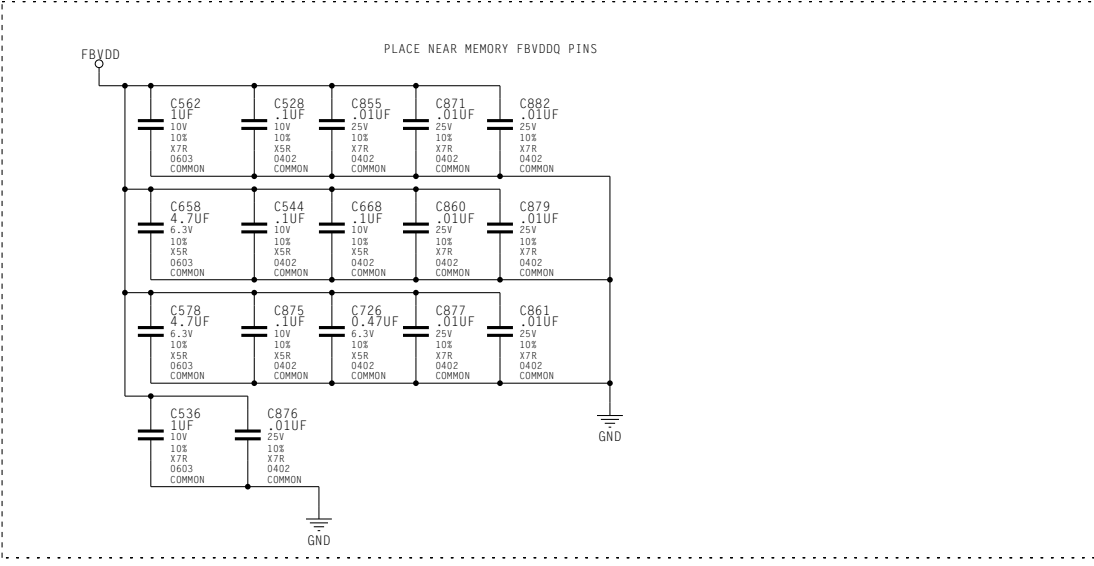 PLACE NEAR MEMORY FBVDDQ PINS
FBVDD
C562
1UF
10V
10%
X7R
0603
COMMON
C528
.1UF
10V
10%
X5R
0402
COMMON
C855
.01UF
25V
10%
X7R
0402
COMMON
C871
.01UF
25V
10%
X7R
0402
COMMON
C882
.01UF
25V
10%
X7R
0402
COMMON
C658
4.7UF
6.3V
10%
X5R
0603
COMMON
C544
.1UF
10V
10%
X5R
0402
COMMON
C668
.1UF
10V
10%
X5R
0402
COMMON
C860
.01UF
25V
10%
X7R
0402
COMMON
C879
.01UF
25V
10%
X7R
0402
COMMON
C578
4.7UF
6.3V
10%
X5R
0603
COMMON
C875
.1UF
10V
10%
X5R
0402
COMMON
C726
0.47UF
6.3V
10%
X5R
0402
COMMON
C877
.01UF
25V
10%
X7R
0402
COMMON
C861
.01UF
25V
10%
X7R
0402
COMMON
C536
1UF
10V
10%
X7R
0603
COMMON
C876
.01UF
25V
10%
X7R
0402
COMMON
GND
GND